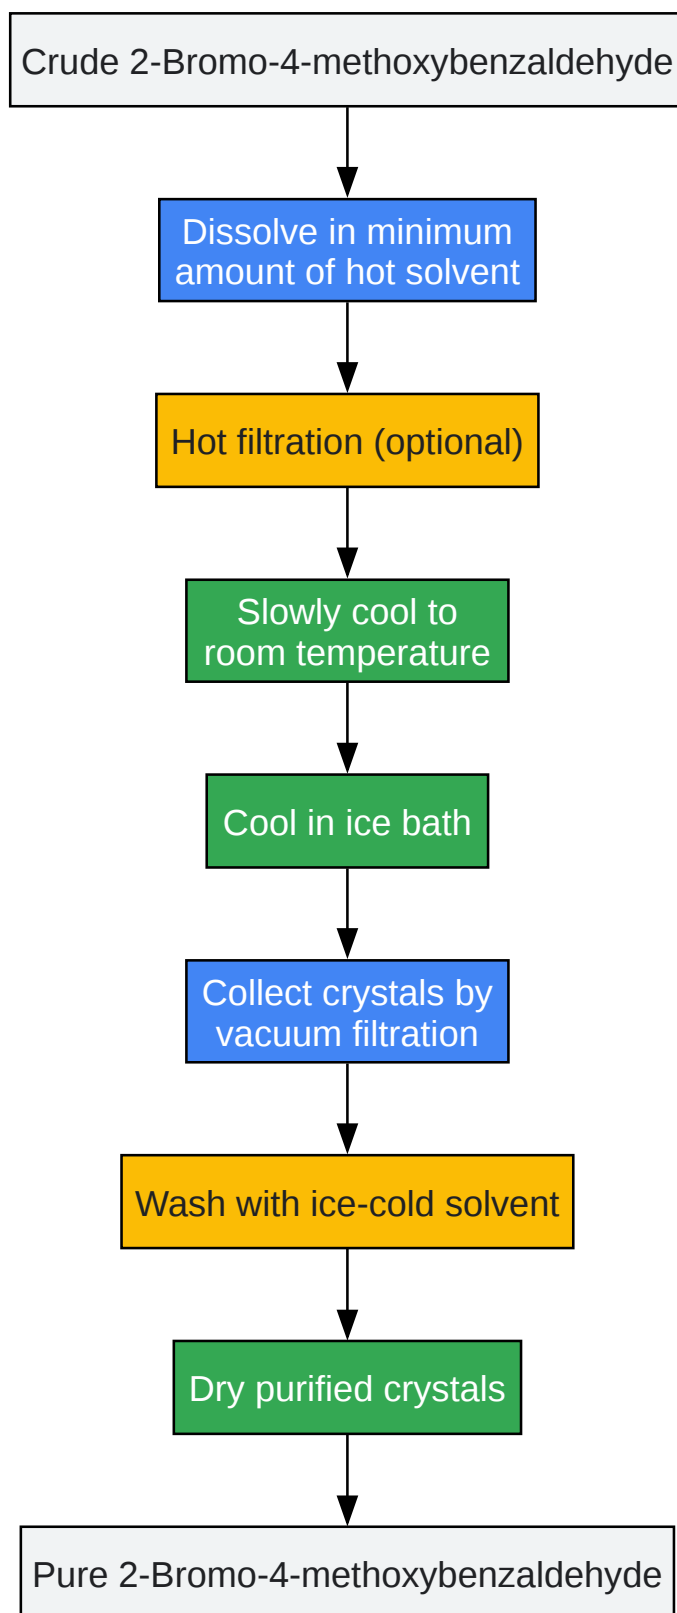 Crude 2-Bromo-4-methoxybenzaldehyde
Dissolve in minimum
amount of hot solvent
Hot filtration (optional)
Slowly cool to
room temperature
Cool in ice bath
Collect crystals by
vacuum filtration
Wash with ice-cold solvent
Dry purified crystals
Pure 2-Bromo-4-methoxybenzaldehyde